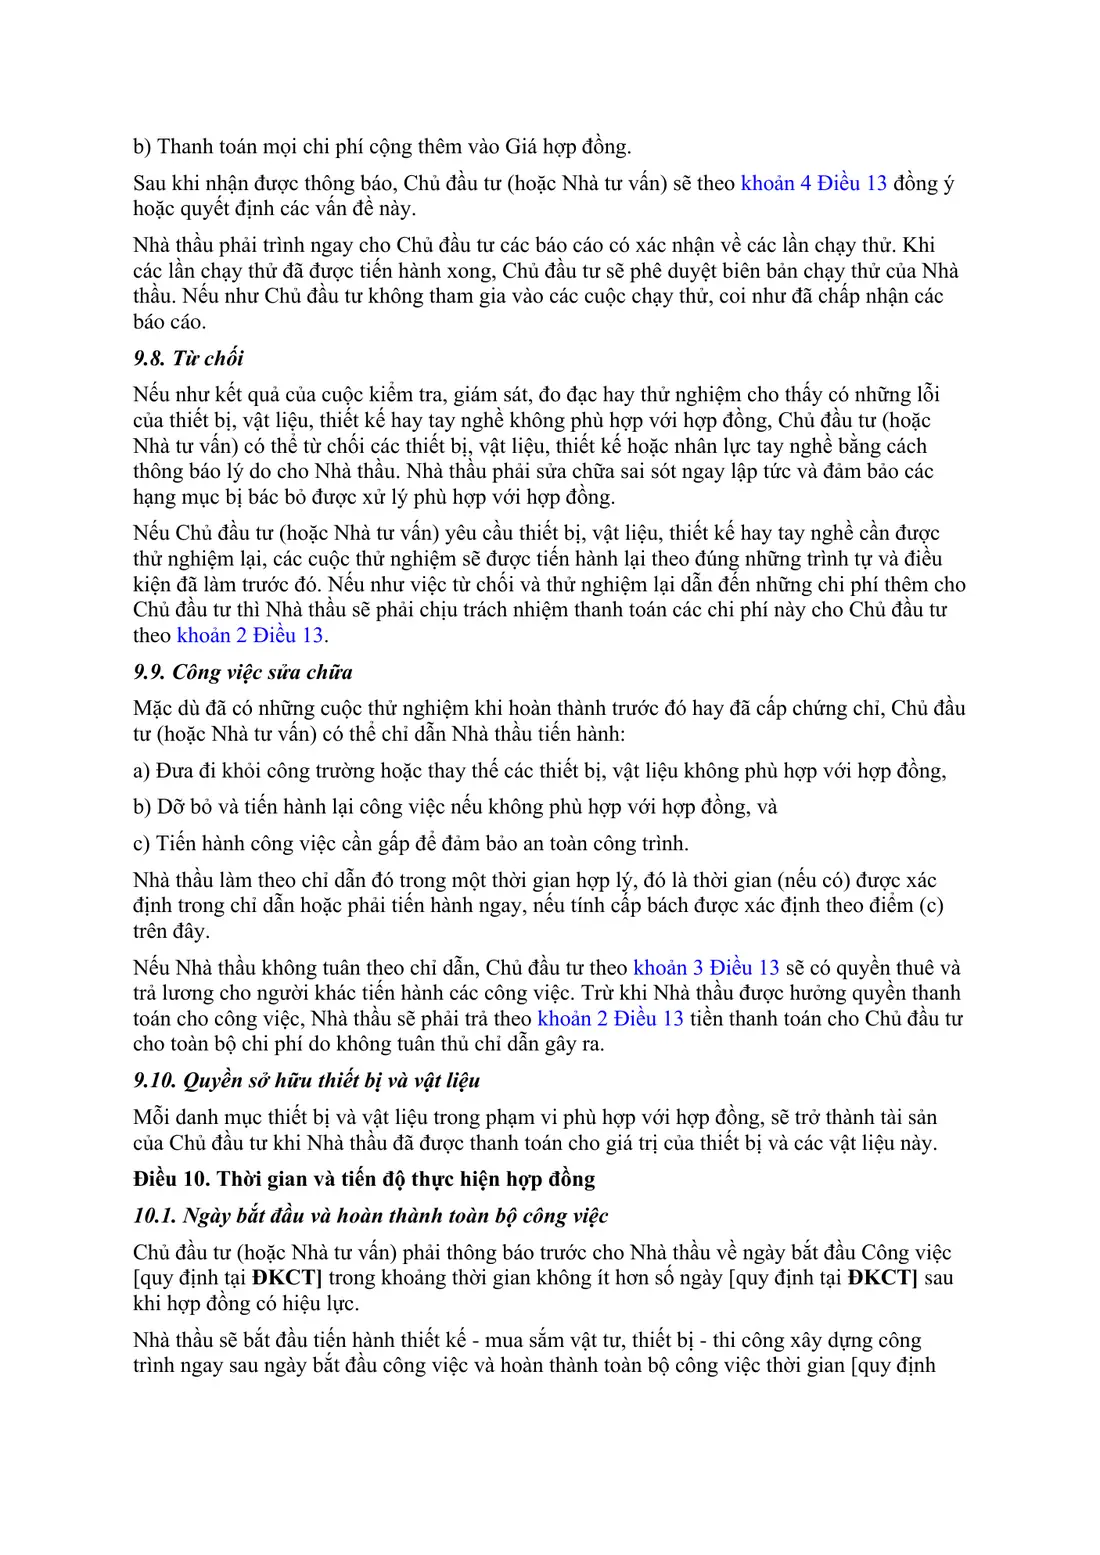 b) Thanh toán mọi chi phí cộng thêm vào Giá hợp đồng.
Sau khi nhận được thông báo, Chủ đầu tư (hoặc Nhà tư vấn) sẽ theo khoản 4 Điều 13 đồng ý
hoặc quyết định các vấn đề này.
Nhà thầu phải trình ngay cho Chủ đầu tư các báo cáo có xác nhận về các lần chạy thử. Khi
các lần chạy thử đã được tiến hành xong, Chủ đầu tư sẽ phê duyệt biên bản chạy thử của Nhà
thầu. Nếu như Chủ đầu tư không tham gia vào các cuộc chạy thử, coi như đã chấp nhận các
báo cáo.
9.8. Từ chối
Nếu như kết quả của cuộc kiểm tra, giám sát, đo đạc hay thử nghiệm cho thấy có những lỗi
của thiết bị, vật liệu, thiết kế hay tay nghề không phù hợp với hợp đồng, Chủ đầu tư (hoặc
Nhà tư vấn) có thể từ chối các thiết bị, vật liệu, thiết kế hoặc nhân lực tay nghề bằng cách
thông báo lý do cho Nhà thầu. Nhà thầu phải sửa chữa sai sót ngay lập tức và đảm bảo các
hạng mục bị bác bỏ được xử lý phù hợp với hợp đồng.
Nếu Chủ đầu tư (hoặc Nhà tư vấn) yêu cầu thiết bị, vật liệu, thiết kế hay tay nghề cần được
thử nghiệm lại, các cuộc thử nghiệm sẽ được tiến hành lại theo đúng những trình tự và điều
kiện đã làm trước đó. Nếu như việc từ chối và thử nghiệm lại dẫn đến những chi phí thêm cho
Chủ đầu tư thì Nhà thầu sẽ phải chịu trách nhiệm thanh toán các chi phí này cho Chủ đầu tư
theo khoản 2 Điều 13.
9.9. Công việc sửa chữa
Mặc dù đã có những cuộc thử nghiệm khi hoàn thành trước đó hay đã cấp chứng chỉ, Chủ đầu
tư (hoặc Nhà tư vấn) có thể chỉ dẫn Nhà thầu tiến hành:
a) Đưa đi khỏi công trường hoặc thay thế các thiết bị, vật liệu không phù hợp với hợp đồng,
b) Dỡ bỏ và tiến hành lại công việc nếu không phù hợp với hợp đồng, và
c) Tiến hành công việc cần gấp để đảm bảo an toàn công trình.
Nhà thầu làm theo chỉ dẫn đó trong một thời gian hợp lý, đó là thời gian (nếu có) được xác
định trong chỉ dẫn hoặc phải tiến hành ngay, nếu tính cấp bách được xác định theo điểm (c)
trên đây.
Nếu Nhà thầu không tuân theo chỉ dẫn, Chủ đầu tư theo khoản 3 Điều 13 sẽ có quyền thuê và
trả lương cho người khác tiến hành các công việc. Trừ khi Nhà thầu được hưởng quyền thanh
toán cho công việc, Nhà thầu sẽ phải trả theo khoản 2 Điều 13 tiền thanh toán cho Chủ đầu tư
cho toàn bộ chi phí do không tuân thủ chỉ dẫn gây ra.
9.10. Quyền sở hữu thiết bị và vật liệu
Mỗi danh mục thiết bị và vật liệu trong phạm vi phù hợp với hợp đồng, sẽ trở thành tài sản
của Chủ đầu tư khi Nhà thầu đã được thanh toán cho giá trị của thiết bị và các vật liệu này.
Điều 10. Thời gian và tiến độ thực hiện hợp đồng
10.1. Ngày bắt đầu và hoàn thành toàn bộ công việc
Chủ đầu tư (hoặc Nhà tư vấn) phải thông báo trước cho Nhà thầu về ngày bắt đầu Công việc
[quy định tại ĐKCT] trong khoảng thời gian không ít hơn số ngày [quy định tại ĐKCT] sau
khi hợp đồng có hiệu lực.
Nhà thầu sẽ bắt đầu tiến hành thiết kế - mua sắm vật tư, thiết bị - thi công xây dựng công
trình ngay sau ngày bắt đầu công việc và hoàn thành toàn bộ công việc thời gian [quy định